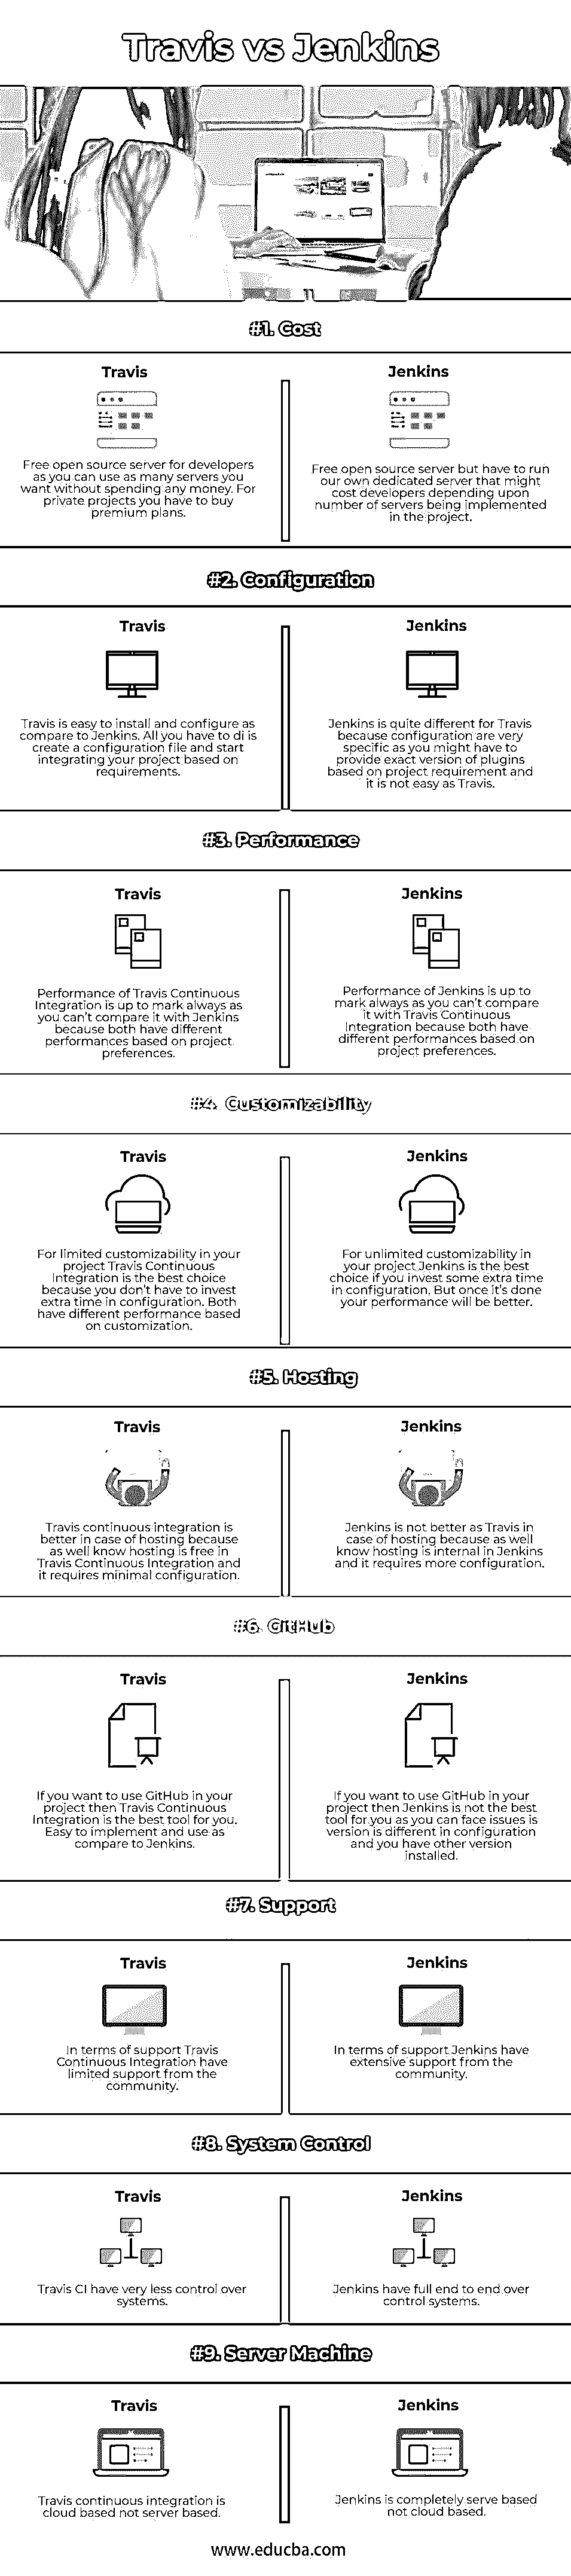 Travis vs Jenkins
#1. Cost
Travis
Free open source server for developers
as you can use as many servers you
want without spending any money. For
private projects you have to buy
premium plans.
Jenkins
Free open source server but have to run
our own dedicated server that might
cost developers depending upon
number of servers being implemented
in the project.
#2. Configuration
Travis
Travis is easy to install and configure as
compare to Jenkins. All you have to di is
create a configuration file and start
integrating your project based on
requirements.
Jenkins
Jenkins is quite different for Travis
because configuration are very
specific as you might have to
provide exact version of plugins
based on project requirement and
it is not easy as Travis.
#3. Performance
Travis
Performance of Travis Continuous
Integration is up to mark always as
you can't compare it with Jenkins
because both have different
performances based on project
preferences.
Jenkins
Performance of Jenkins is up to
mark always as you can't compare
it with Travis Continuous
Integration because both have
different performances based on
project preferences.
#4. Customizability
Travis
For limited customizability in your
project Travis Continuous
Integration is the best choice
because you don't have to invest
extra time in configuration. Both
have different performance based
on customization.
Jenkins
For unlimited customizability in
your project Jenkins is the best
choice if you invest some extra time
in configuration. But once it's done
your performance will be better.
#5. Hosting
Travis
Travis continuous integration is
better in case of hosting because
as well know hosting is free in
Travis Continuous Integration and
it requires minimal configuration.
Jenkins
Jenkins is not better as Travis in
case of hosting because as well
know hosting is internal in Jenkins
and it requires more configuration.
#6. GitHub
Travis
If you want to use GitHub in your
project then Travis Continuous
Integration is the best tool for you.
Easy to implement and use as
compare to Jenkins.
Jenkins
If you want to use GitHub in your
project then Jenkins is not the best
tool for you as you can face issues is
version is different in configuration
and you have other version
installed.
#7. Support
Travis
In terms of support Travis
Continuous Integration have
limited support from the
community.
Jenkins
In terms of support Jenkins have
extensive support from the
community.
#8. System Control
Travis
Travis CI have very less control over
systems.
Jenkins
Jenkins have full end to end over
control systems.
#9. Server Machine
Travis
Travis continuous integration is
cloud based not server based.
Jenkins
Jenkins is completely serve based
not cloud based.
www.educba.com